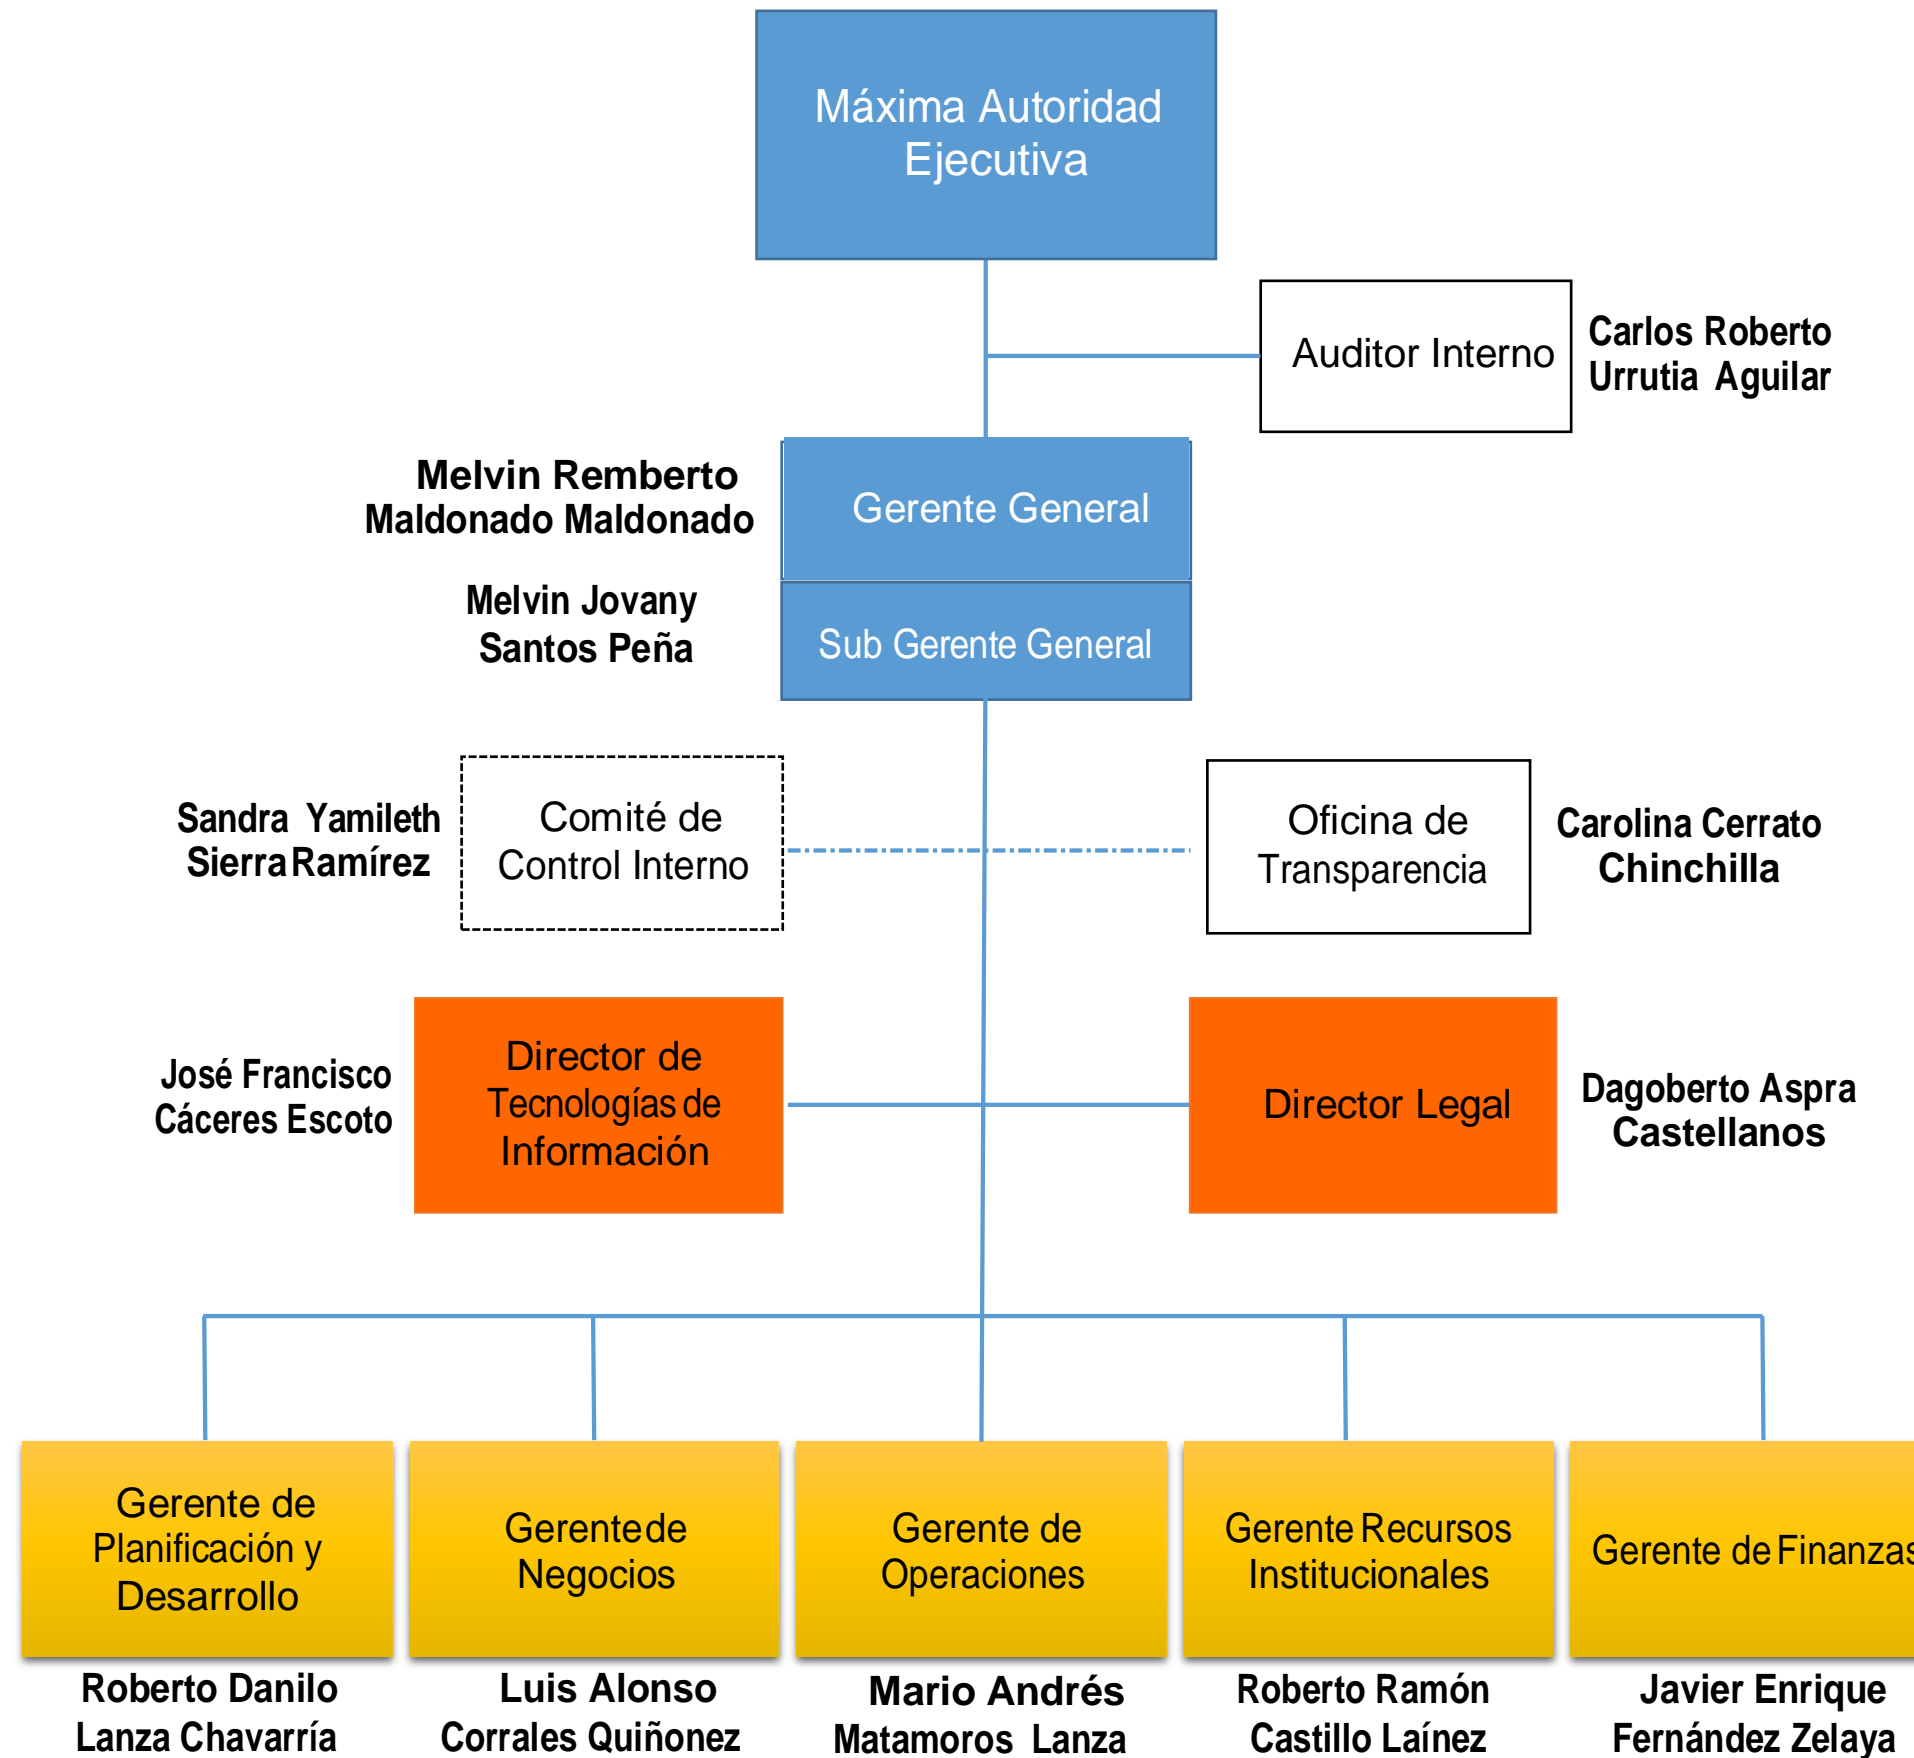 Máxima Autoridad
Ejecutiva
Auditor Interno
Carlos Roberto
Urrutia Aguilar
Melvin Remberto
Maldonado Maldonado
Gerente General
Melvin Jovany
Santos Peña
Sub Gerente General
Sandra Yamileth
Sierra Ramírez
Comité de
Control Interno
Oficina de
Transparencia
Carolina Cerrato
Chinchilla
José Francisco
Cáceres Escoto
Director de
Tecnologías de
Información
Director Legal
Dagoberto Aspra
Castellanos
Gerente de
Planificación y
Desarrollo
Gerente de
Negocios
Gerente de
Operaciones
Gerente Recursos
Institucionales
Gerente de Finanzas
Roberto Danilo
Lanza Chavarría
Luis Alonso
Corrales Quiñonez
Mario Andrés
Matamoros Lanza
Roberto Ramón
Castillo Laínez
Javier Enrique
Fernández Zelaya